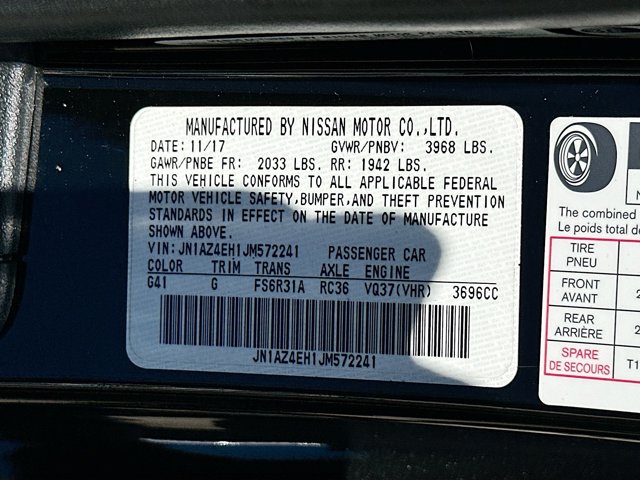 MANUFACTURED BY NISSAN MOTOR CO.,LTD.
DATE: 11/17 GVWR/PNBV: 3968 LBS.
GAWR/PNBE FR: 2033 LBS. RR: 1942 LBS.
THIS VEHICLE CONFORMS TO ALL APPLICABLE FEDERAL
MOTOR VEHICLE SAFETY,BUMPER,AND THEFT PREVENTION
STANDARDS IN EFFECT ON THE DATE OF MANUFACTURE
SHOWN ABOVE.
VIN: JN1AZ4EH1JM572241 PASSENGER CAR
COLOR TRIM TRANS AXLE ENGINE
G41 G FS6R31A RC36 VQ37(VHR) 3696CC
JN1AZ4EH1JM572241
The combined
Le poids total d
TIRE
PNEU
FRONT
AVANT
REAR
ARRIÈRE
SPARE
DE SECOURS
T1